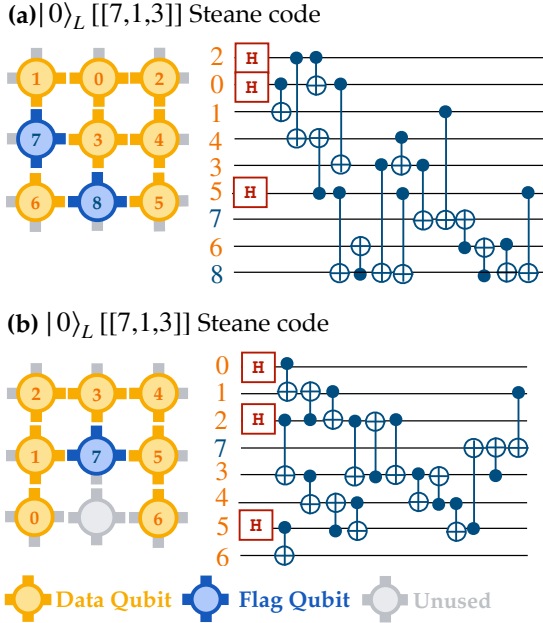 (a)|0⟩L [[7,1,3]] Steane code
1 0 2
7 3 4
6 8 5
2 H
0 H
1
4
3
5 H
7
6
8
(b) |0⟩L [[7,1,3]] Steane code
2 3 4
1 7 5
0 6
0 H
1
2 H
7
3
4
5 H
6
Data Qubit Flag Qubit Unused